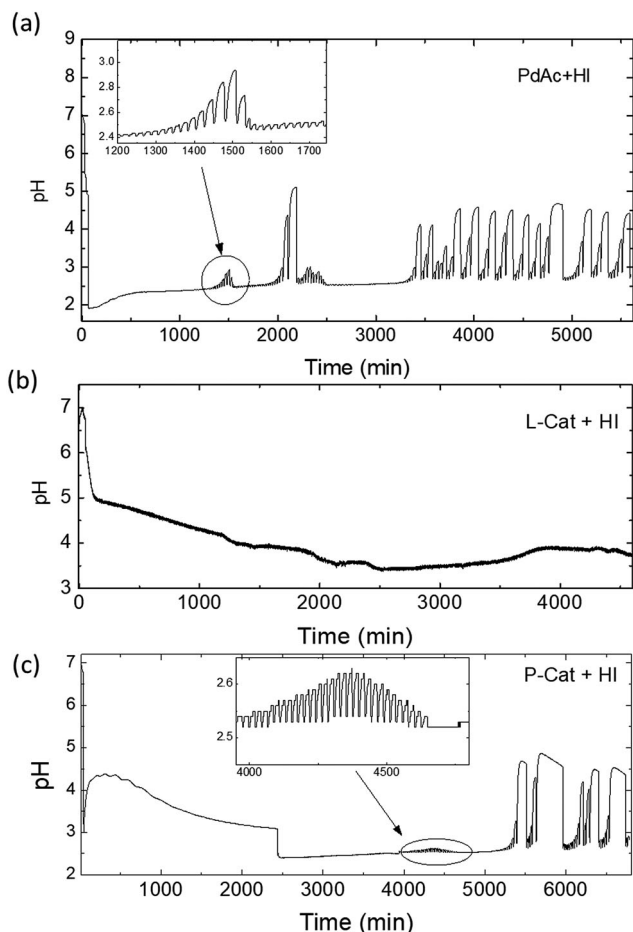 (a)
9
8
7
6
5
4
3
2
pH
3.0
2.8
2.6
2.4
1200 1300 1400 1500 1600 1700
PdAc+HI
0 1000 2000 3000 4000 5000
Time (min)
(b)
7
6
5
4
3
pH
L-Cat + HI
0 1000 2000 3000 4000
Time (min)
(c)
7
6
5
4
3
2
pH
2.6
2.5
4000 4500
P-Cat + HI
1000 2000 3000 4000 5000 6000
Time (min)